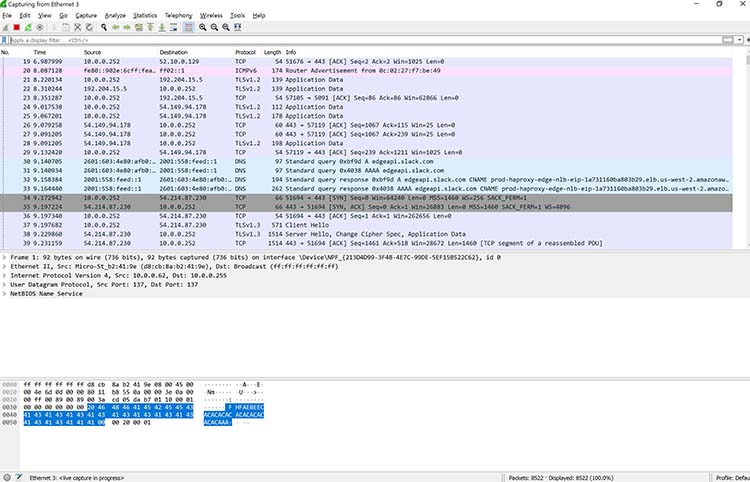 Capturing from Ethernet 3
File Edit View Go Capture Analyze Statistics Telephony Wireless Tools Help
Apply a display filter ... <Ctrl-/>
No. Time Source Destination Protocol Length Info
19 6.987999 10.0.0.252 52.10.0.129 TCP 54 51676 → 443 [ACK] Seq=2 Ack=2 Win=1025 Len=0
20 8.087128 fe80::902e:6cff:fea… ff02::1 ICMPv6 174 Router Advertisement from 0c:02:27:f7:be:49
21 8.220134 10.0.0.252 192.204.15.5 TLSv1.2 139 Application Data
22 8.310244 192.204.15.5 10.0.0.252 TLSv1.2 123 Application Data
23 8.351297 10.0.0.252 192.204.15.5 TCP 54 57105 → 5091 [ACK] Seq=86 Ack=86 Win=62866 Len=0
24 9.017538 10.0.0.252 54.149.94.178 TLSv1.2 112 Application Data
25 9.067201 10.0.0.252 54.149.94.178 TLSv1.2 178 Application Data
26 9.079258 54.149.94.178 10.0.0.252 TCP 60 443 → 57119 [ACK] Seq=1067 Ack=115 Win=25 Len=0
27 9.091205 54.149.94.178 10.0.0.252 TCP 60 443 → 57119 [ACK] Seq=1067 Ack=239 Win=25 Len=0
28 9.091205 54.149.94.178 10.0.0.252 TLSv1.2 198 Application Data
29 9.132420 10.0.0.252 54.149.94.178 TCP 54 57119 → 443 [ACK] Seq=239 Ack=1211 Win=1025 Len=0
30 9.140705 2601:603:4e80:afb0:… 2001:558:feed::1 DNS 97 Standard query 0xbf9d A edgeapi.slack.com
31 9.140934 2601:603:4e80:afb0:… 2001:558:feed::1 DNS 97 Standard query 0x4038 AAAA edgeapi.slack.com
32 9.158384 2001:558:feed::1 2601:603:4e80:afb0:… DNS 194 Standard query response 0xbf9d A edgeapi.slack.com CNAME prod-haproxy-edge-nlb-eip-1a731160ba803b29.elb.us-west-2.amazonaw…
33 9.164440 2001:558:feed::1 2601:603:4e80:afb0:… DNS 262 Standard query response 0x4038 AAAA edgeapi.slack.com CNAME prod-haproxy-edge-nlb-eip-1a731160ba803b29.elb.us-west-2.amazo…
34 9.172942 10.0.0.252 54.214.87.230 TCP 66 51694 → 443 [SYN] Seq=0 Win=64240 Len=0 MSS=1460 WS=256 SACK_PERM=1
35 9.197224 54.214.87.230 10.0.0.252 TCP 66 443 → 51694 [SYN, ACK] Seq=0 Ack=1 Win=26883 Len=0 MSS=1460 SACK_PERM=1 WS=4096
36 9.197340 10.0.0.252 54.214.87.230 TCP 54 51694 → 443 [ACK] Seq=1 Ack=1 Win=262656 Len=0
37 9.197682 10.0.0.252 54.214.87.230 TLSv1.3 571 Client Hello
38 9.229860 54.214.87.230 10.0.0.252 TLSv1.3 1514 Server Hello, Change Cipher Spec, Application Data
39 9.231159 54.214.87.230 10.0.0.252 TCP 1514 443 → 51694 [ACK] Seq=1461 Ack=518 Win=28672 Len=1460 [TCP segment of a reassembled PDU]
Frame 1: 92 bytes on wire (736 bits), 92 bytes captured (736 bits) on interface \Device\NPF_{213D4D99-3F4B-4E7C-99DE-5EF15B522C62}, id 0
Ethernet II, Src: Micro-St_b2:41:9e (d8:cb:8a:b2:41:9e), Dst: Broadcast (ff:ff:ff:ff:ff:ff)
Internet Protocol Version 4, Src: 10.0.0.62, Dst: 10.0.0.255
User Datagram Protocol, Src Port: 137, Dst Port: 137
NetBIOS Name Service
0000 ff ff ff ff ff ff d8 cb 8a b2 41 9e 08 00 45 00 ········ ··A···E·
0010 00 4e 6d 0d 00 00 80 11 b8 55 0a 00 00 3e 0a 00 ·Nm····· ·U···>··
0020 00 ff 00 89 00 89 00 3a cd 05 da b7 01 10 00 01 ·······: ········
0030 00 00 00 00 00 00 20 46 48 46 41 45 42 45 45 43 ······ F HFAEBEEC
0040 41 43 41 43 41 43 41 43 41 43 41 43 41 43 41 43 ACACACAC ACACACAC
0050 41 43 41 41 41 00 00 20 00 01 ACAAA·· ··
Ethernet 3: <live capture in progress>
Packets: 8522 · Displayed: 8522 (100.0%)
Profile: Defau